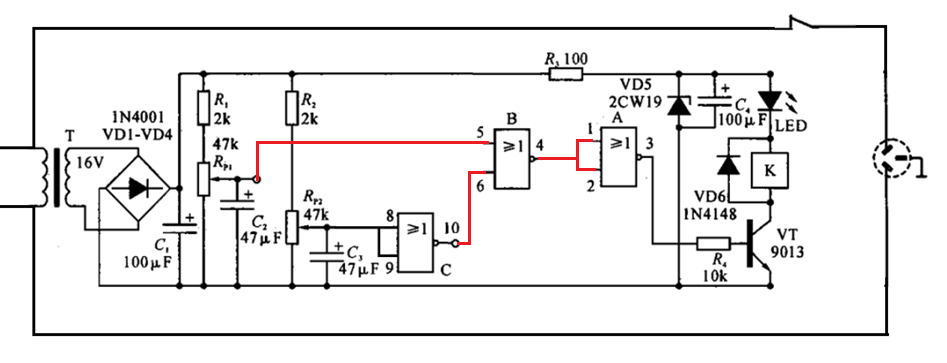 R₃ 100
VD5
2CW19
C₄
100μF
LED
1N4001
VD1-VD4
T
16V
R₁
2k
47k
R_P1
R₂
2k
B
5
≥1
4
6
A
1
≥1
3
2
K
VD6
1N4148
R_P2
47k
C₂
47μF
8
≥1
10
9
C
C₃
47μF
C₁
100μF
R₄
10k
VT
9013
+
+
+
+